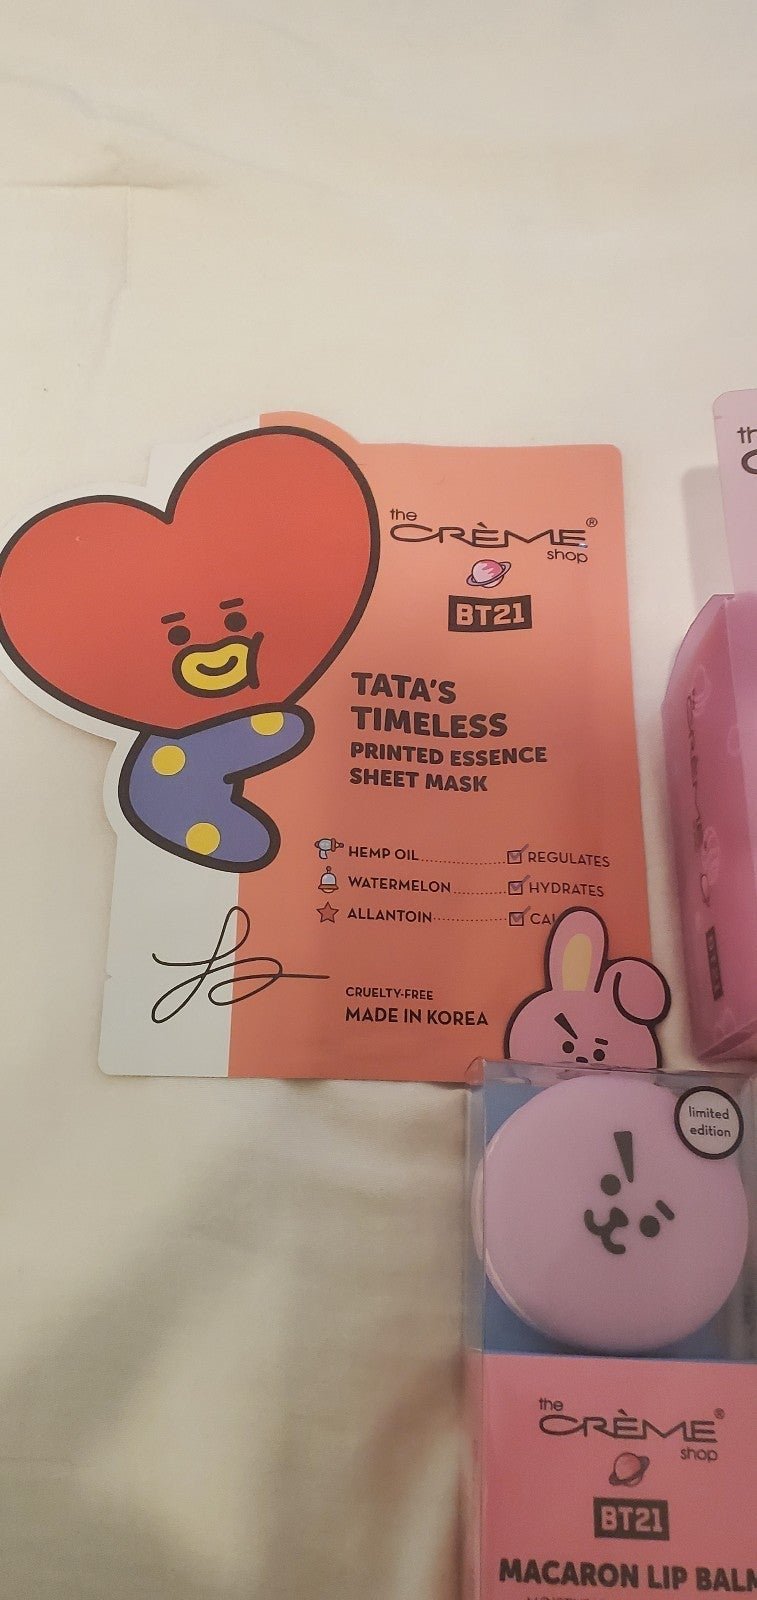 the
CRÈME®
shop
BT21
TATA'S
TIMELESS
PRINTED ESSENCE
SHEET MASK
HEMP OIL REGULATES
WATERMELON HYDRATES
ALLANTOIN
CRUELTY-FREE
MADE IN KOREA
limited
edition
the
CRÈME®
shop
BT21
MACARON LIP BALM
BT21